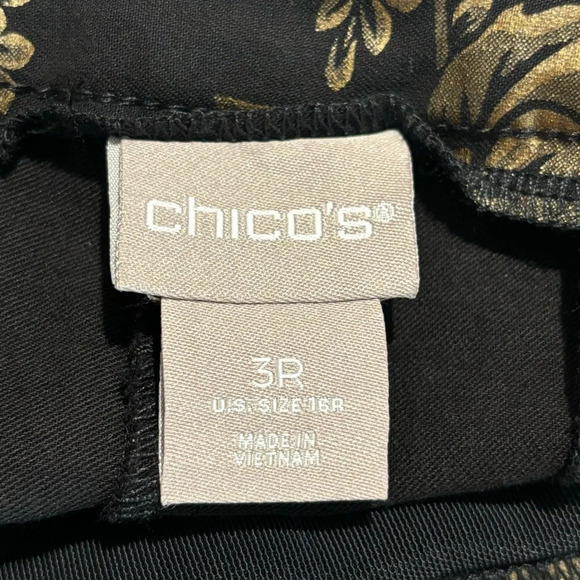 chico's®
3R
U.S. SIZE 16R
MADE IN
VIETNAM